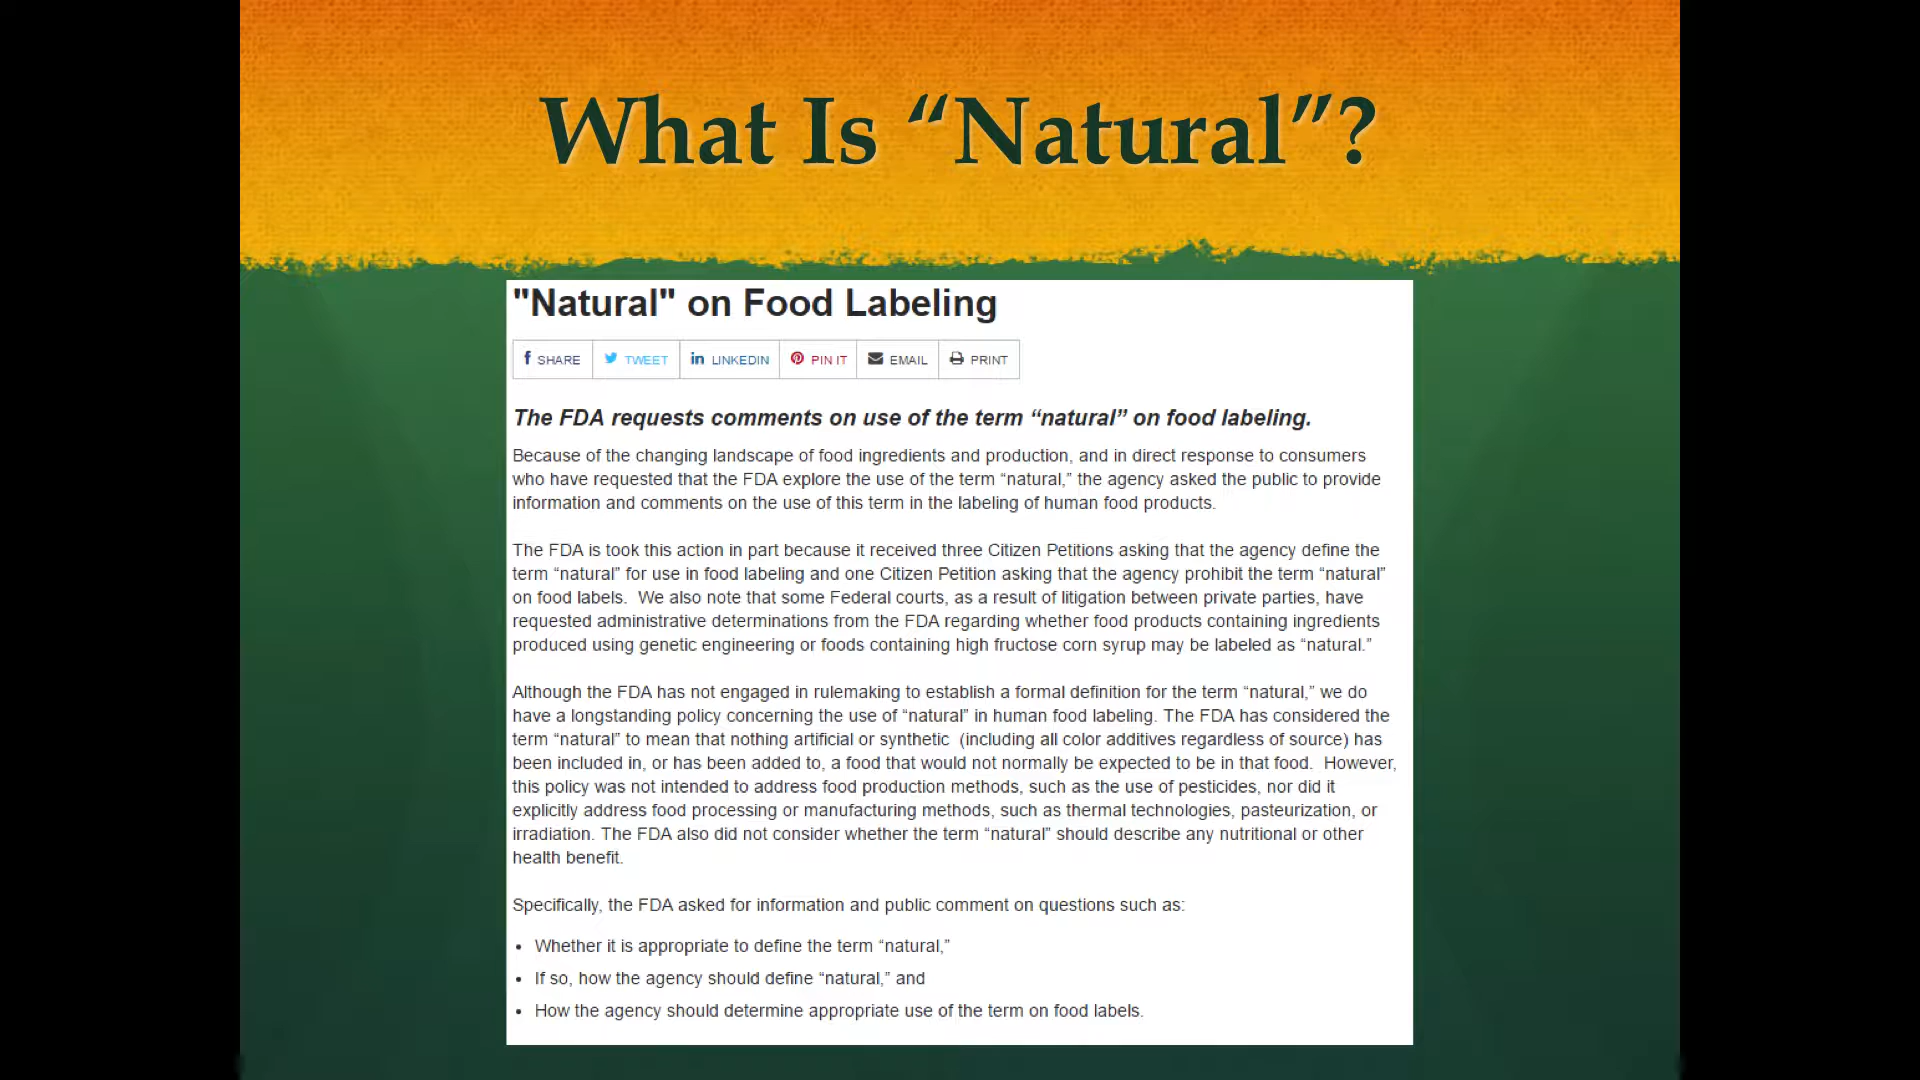 What Is “Natural”?
"Natural" on Food Labeling
SHARE TWEET LINKEDIN PIN IT EMAIL PRINT
The FDA requests comments on use of the term “natural” on food labeling.
Because of the changing landscape of food ingredients and production, and in direct response to consumers
who have requested that the FDA explore the use of the term “natural,” the agency asked the public to provide
information and comments on the use of this term in the labeling of human food products.
The FDA is took this action in part because it received three Citizen Petitions asking that the agency define the
term “natural” for use in food labeling and one Citizen Petition asking that the agency prohibit the term “natural”
on food labels.  We also note that some Federal courts, as a result of litigation between private parties, have
requested administrative determinations from the FDA regarding whether food products containing ingredients
produced using genetic engineering or foods containing high fructose corn syrup may be labeled as “natural.”
Although the FDA has not engaged in rulemaking to establish a formal definition for the term “natural,” we do
have a longstanding policy concerning the use of “natural” in human food labeling. The FDA has considered the
term “natural” to mean that nothing artificial or synthetic  (including all color additives regardless of source) has
been included in, or has been added to, a food that would not normally be expected to be in that food.  However,
this policy was not intended to address food production methods, such as the use of pesticides, nor did it
explicitly address food processing or manufacturing methods, such as thermal technologies, pasteurization, or
irradiation. The FDA also did not consider whether the term “natural” should describe any nutritional or other
health benefit.
Specifically, the FDA asked for information and public comment on questions such as:
• Whether it is appropriate to define the term “natural,”
• If so, how the agency should define “natural,” and
• How the agency should determine appropriate use of the term on food labels.